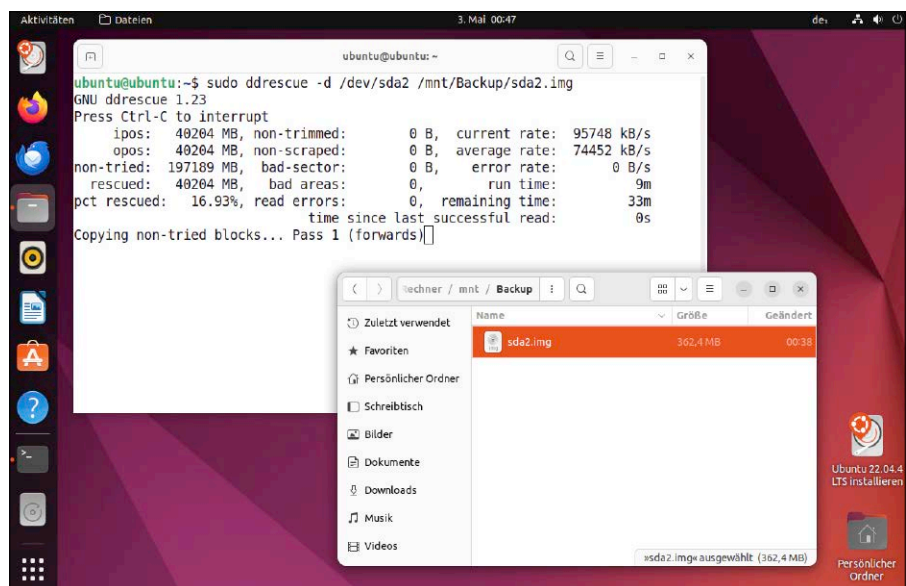 Aktivitäten Dateien 3. Mai 00:47 de₁
ubuntu@ubuntu: ~
ubuntu@ubuntu:~$ sudo ddrescue -d /dev/sda2 /mnt/Backup/sda2.img
GNU ddrescue 1.23
Press Ctrl-C to interrupt
ipos: 40204 MB, non-trimmed: 0 B, current rate: 95748 kB/s
opos: 40204 MB, non-scraped: 0 B, average rate: 74452 kB/s
non-tried: 197189 MB, bad-sector: 0 B, error rate: 0 B/s
rescued: 40204 MB, bad areas: 0, run time: 9m
pct rescued: 16.93%, read errors: 0, remaining time: 33m
time since last successful read: 0s
Copying non-tried blocks... Pass 1 (forwards)
/ mnt / Backup
Name Größe Geändert
sda2.img 362,4 MB 00:38
Zuletzt verwendet
Favoriten
Persönlicher Ordner
Schreibtisch
Bilder
Dokumente
Downloads
Musik
Videos
»sda2.img« ausgewählt (362,4 MB)
Ubuntu 22.04.4
LTS installieren
Persönlicher
Ordner